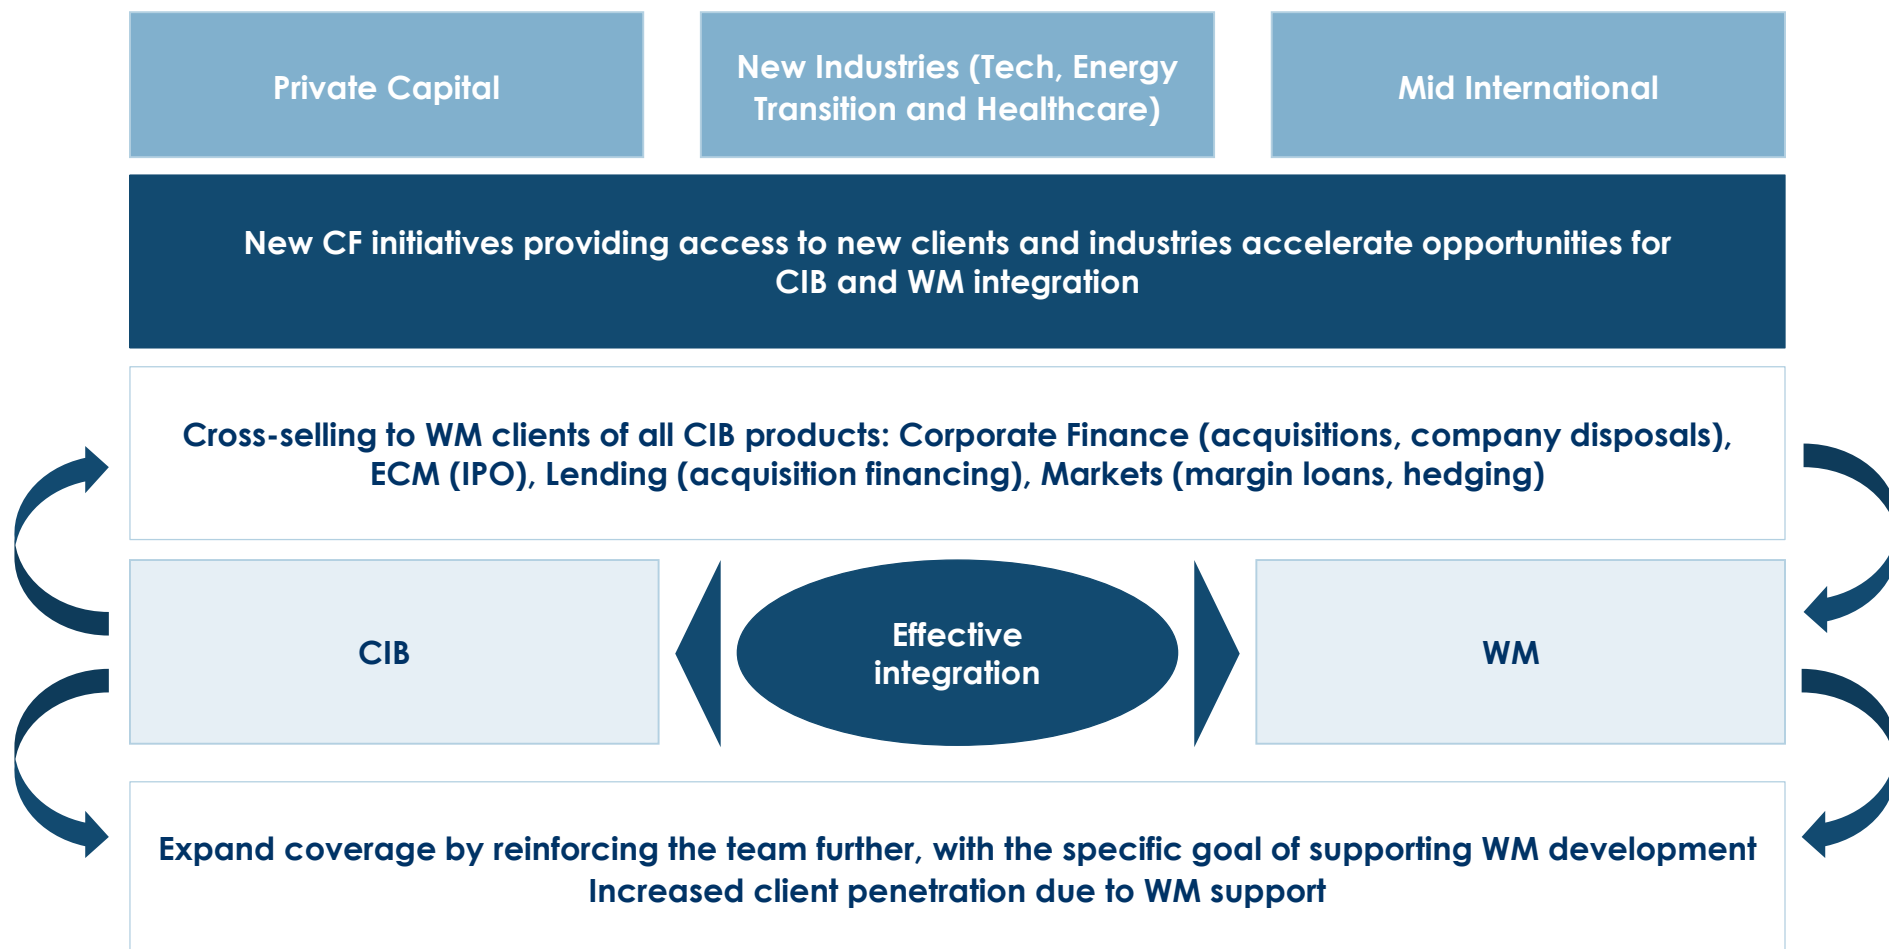 Private Capital
New Industries (Tech, Energy
Transition and Healthcare)
Mid International
New CF initiatives providing access to new clients and industries accelerate opportunities for
CIB and WM integration
Cross-selling to WM clients of all CIB products: Corporate Finance (acquisitions, company disposals),
ECM (IPO), Lending (acquisition financing), Markets (margin loans, hedging)
CIB
Effective
integration
WM
Expand coverage by reinforcing the team further, with the specific goal of supporting WM development
Increased client penetration due to WM support